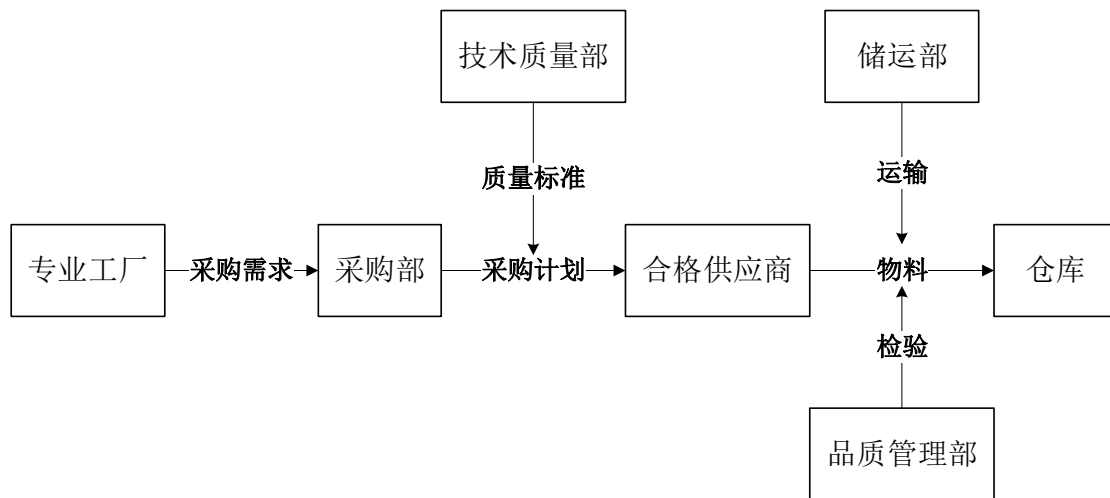 技术质量部
储运部
质量标准
运输
专业工厂
采购需求
采购部
采购计划
合格供应商
物料
仓库
检验
品质管理部